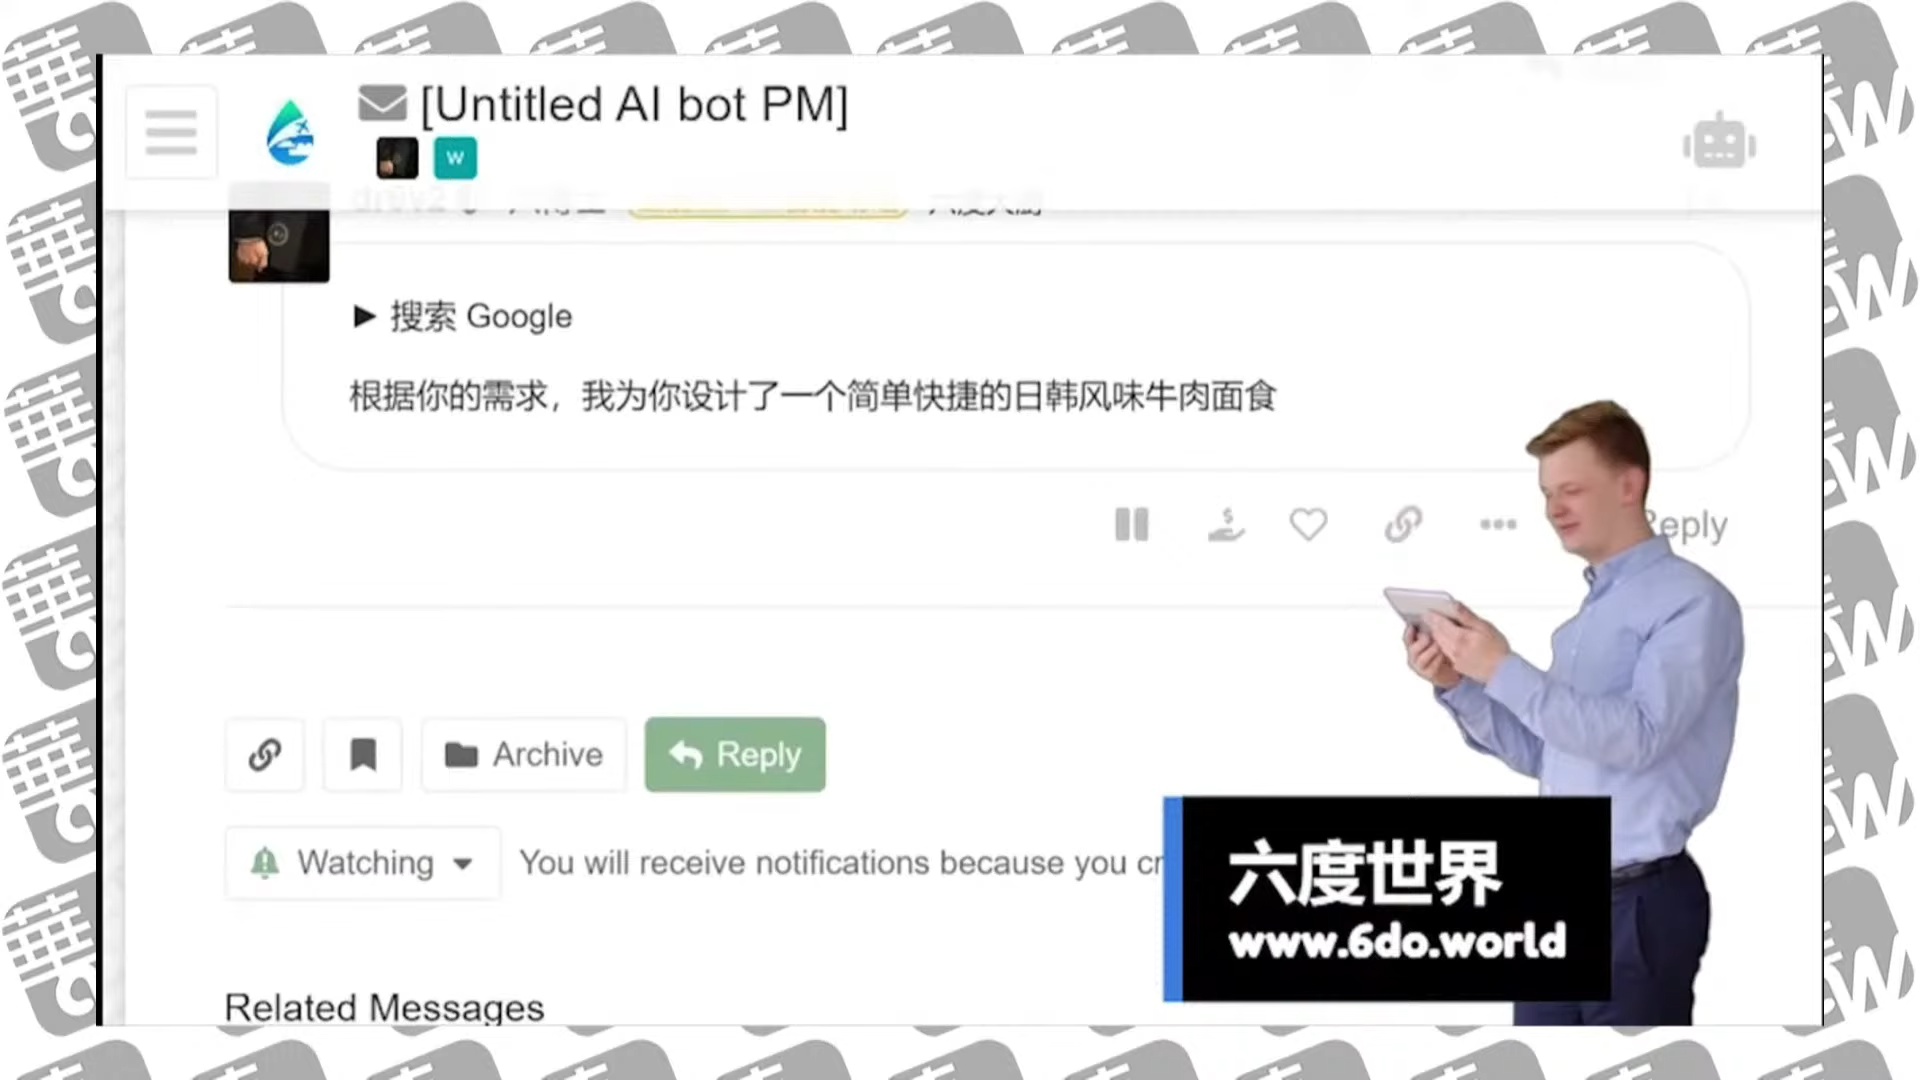 [Untitled AI bot PM]
W
搜索 Google
根据你的需求，我为你设计了一个简单快捷的日韩风味牛肉面食
Reply
Archive
Reply
Watching
You will receive notifications because you cr
六度世界
www.6do.world
Related Messages